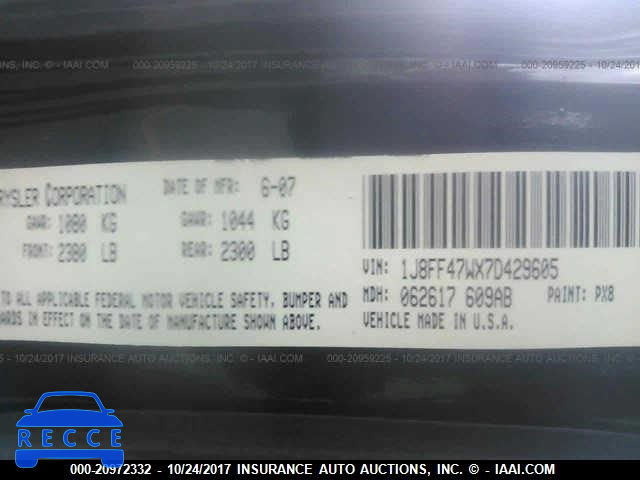 NC. - IAAI.COM 000-20959225 - 10/24/2017 INSURANCE AUTO AUCTIONS, INC. - IAAI.COM 000-20959225 - 10/2
RYSLER CORPORATION DATE OF MFR: 6-07
GAWR: 1080 KG GAWR: 1044 KG
FRONT: 2380 LB REAR: 2300 LB
VIN: 1J8FF47WX7D429605
TO ALL APPLICABLE FEDERAL MOTOR VEHICLE SAFETY, BUMPER AND
MDH: 062617 609AB PAINT: PX8
ARDS IN EFFECT ON THE DATE OF MANUFACTURE SHOWN ABOVE.
VEHICLE MADE IN U.S.A.
25 - 10/24/2017 INSURANCE AUTO AUCTIONS, INC. - IAAI.COM 000-20959225 - 10/24/2017 INSURANCE AUTO AUCTIONS, INC. - IAAI.CO
RECCE
000-20972332 - 10/24/2017 INSURANCE AUTO AUCTIONS, INC. - IAAI.COM